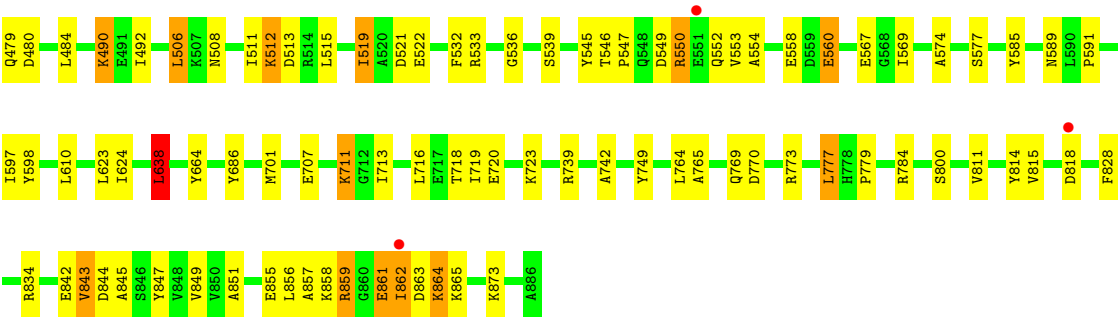 Q479 D480 L484 K490 E491 I492 L506 K507 N508 I511 K512 D513 R514 L515 I519 A520 D521 E522 F532 R533 G536 S539 Y545 T546 P547 Q548 D549 R550 E551 Q552 V553 A554 E558 D559 E560 E567 G568 I569 A574 S577 Y585 N589 L590 P591
I597 Y598 L610 L623 I624 L638 Y664 Y686 M701 E707 K711 G712 I713 L716 E717 T718 I719 E720 K723 R739 A742 Y749 L764 A765 Q769 D770 R773 L777 H778 P779 R784 S800 V811 Y814 V815 D818 F828
R834 E842 V843 D844 A845 S846 Y847 V848 V849 V850 A851 E855 L856 A857 K858 R859 G860 E861 I862 D863 K864 K865 K873 A886